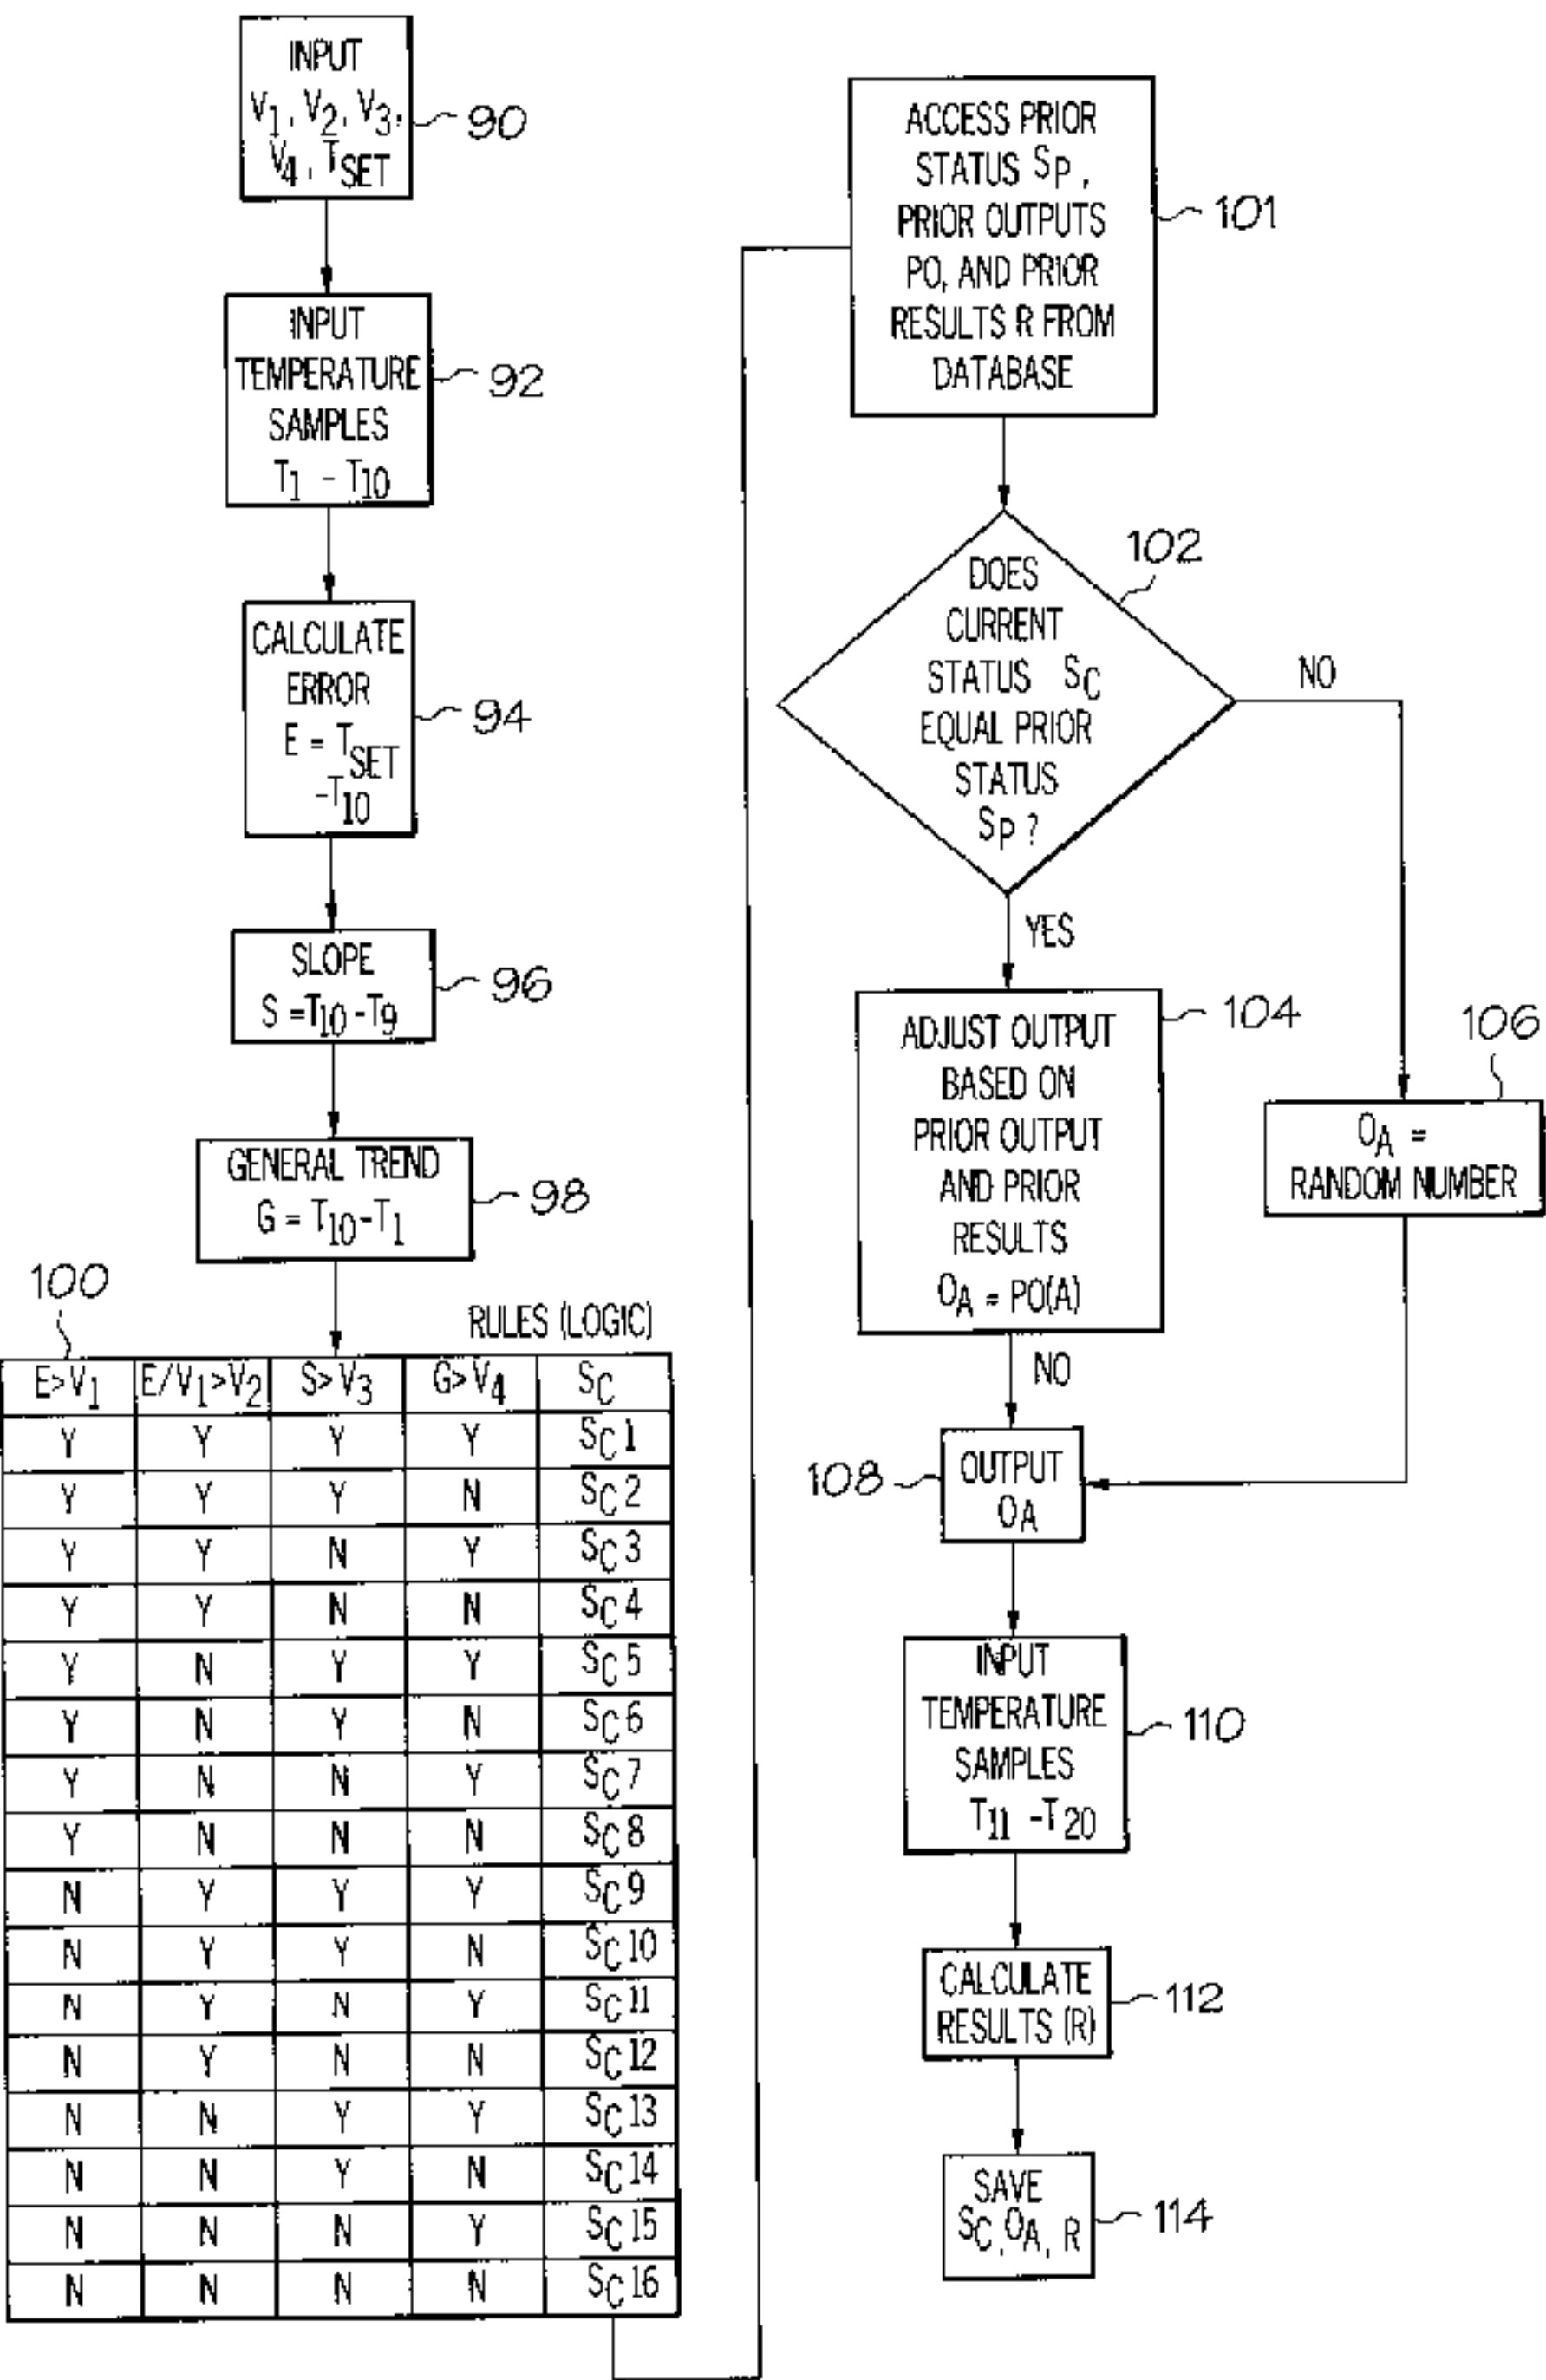 INPUT
V1, V2, V3,
V4, TSET
90
INPUT
TEMPERATURE
SAMPLES
T1 - T10
92
CALCULATE
ERROR
E = TSET
-T10
94
SLOPE
S =T10-T9
96
GENERAL TREND
G = T10-T1
98
100
RULES (LOGIC)
E>V1 E/V1>V2 S>V3 G>V4 SC
Y Y Y Y SC1
Y Y Y N SC2
Y Y N Y SC3
Y Y N N SC4
Y N Y Y SC5
Y N Y N SC6
Y N N Y SC7
Y N N N SC8
N Y Y Y SC9
N Y Y N SC10
N Y N Y SC11
N Y N N SC12
N N Y Y SC13
N N Y N SC14
N N N Y SC15
N N N N SC16
ACCESS PRIOR
STATUS SP,
PRIOR OUTPUTS
PO, AND PRIOR
RESULTS R FROM
DATABASE
101
DOES
CURRENT
STATUS SC
EQUAL PRIOR
STATUS
SP?
102
NO
YES
ADJUST OUTPUT
BASED ON
PRIOR OUTPUT
AND PRIOR
RESULTS
OA = PO(A)
104
106
OA =
RANDOM NUMBER
NO
OUTPUT
OA
108
INPUT
TEMPERATURE
SAMPLES
T11 -T20
110
CALCULATE
RESULTS (R)
112
SAVE
SC, OA, R
114